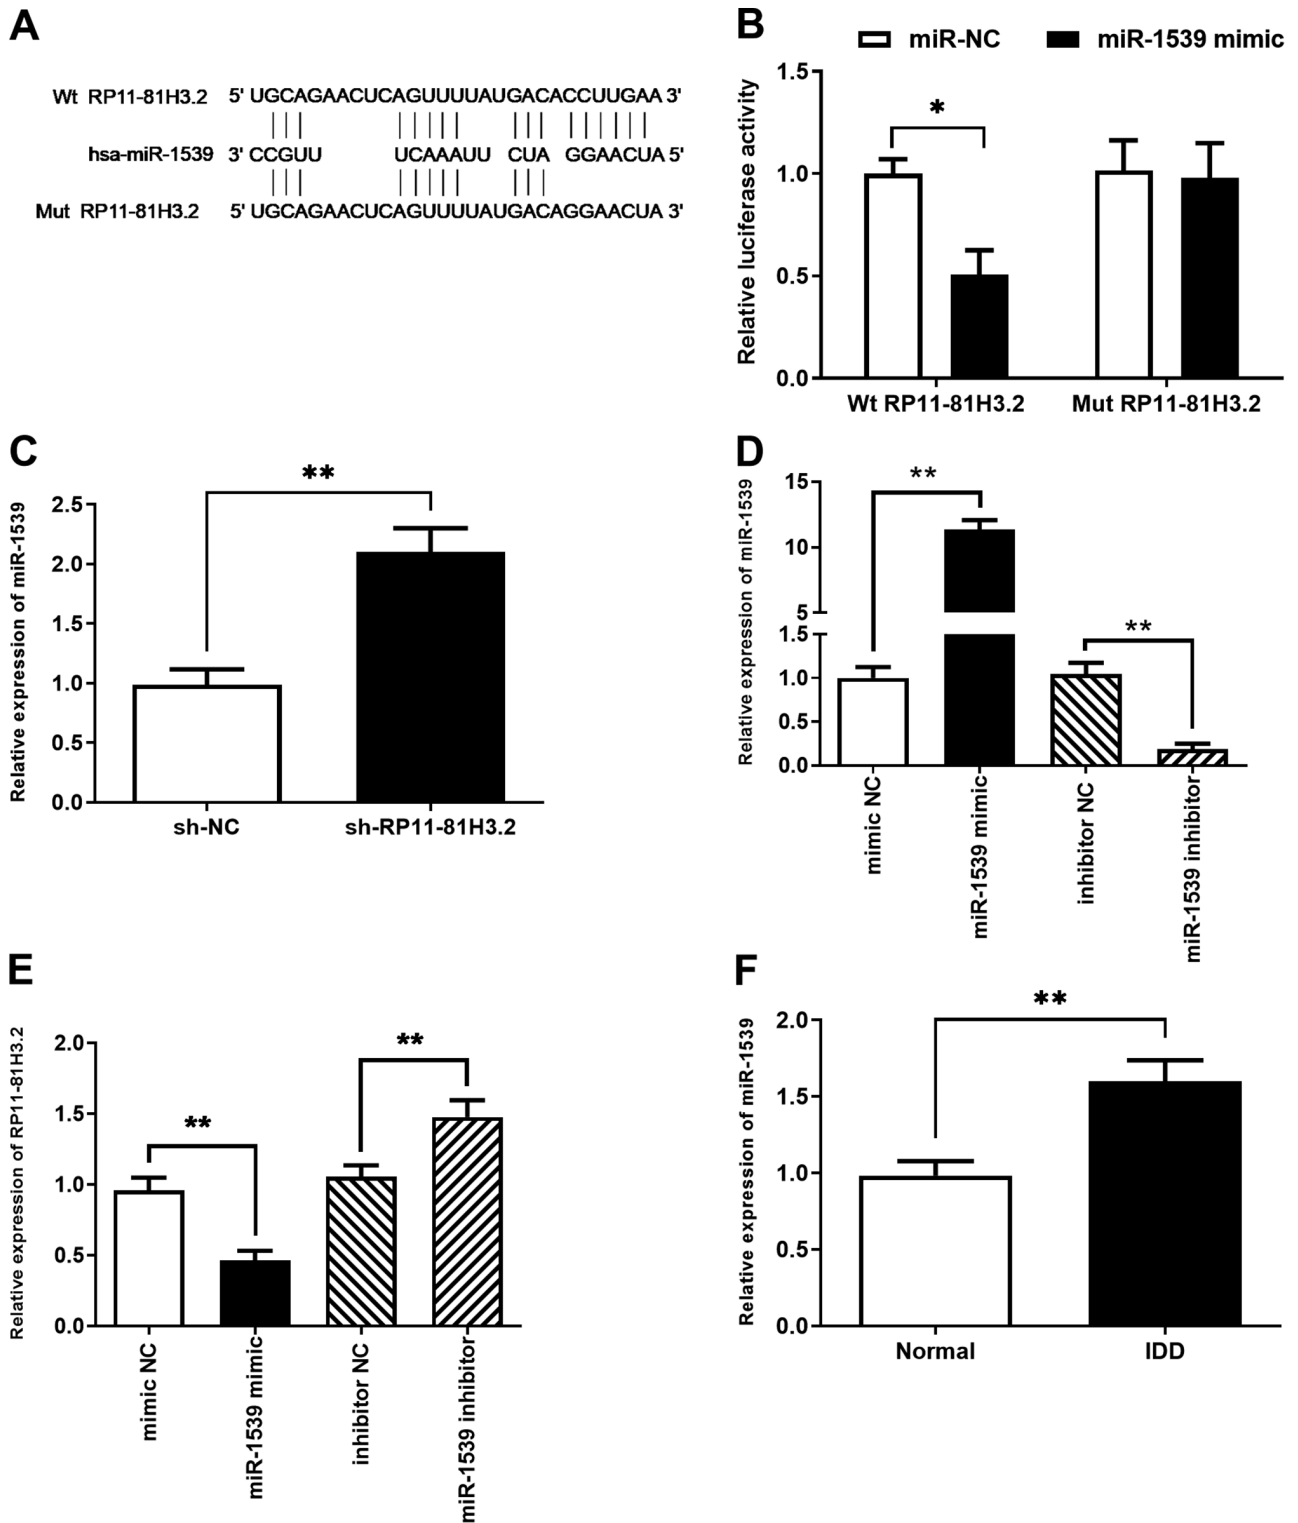 A
Wt RP11-81H3.2 5' UGCAGAACUCAGUUUUAUGACACCUUGAA 3'
hsa-miR-1539 3' CCGUU UCAAAUU CUA GGAACUA 5'
Mut RP11-81H3.2 5' UGCAGAACUCAGUUUUAUGACAGGAACUA 3'
B
miR-NC miR-1539 mimic
Relative luciferase activity
1.5
1.0
0.5
0.0
*
Wt RP11-81H3.2 Mut RP11-81H3.2
C
Relative expression of miR-1539
2.5
2.0
1.5
1.0
0.5
0.0
**
sh-NC sh-RP11-81H3.2
D
Relative expression of miR-1539
15
10
5
1.5
1.0
0.5
0.0
**
**
mimic NC
miR-1539 mimic
inhibitor NC
miR-1539 inhibitor
E
Relative expression of RP11-81H3.2
2.0
1.5
1.0
0.5
0.0
**
**
mimic NC
miR-1539 mimic
inhibitor NC
miR-1539 inhibitor
F
Relative expression of miR-1539
2.0
1.5
1.0
0.5
0.0
**
Normal IDD